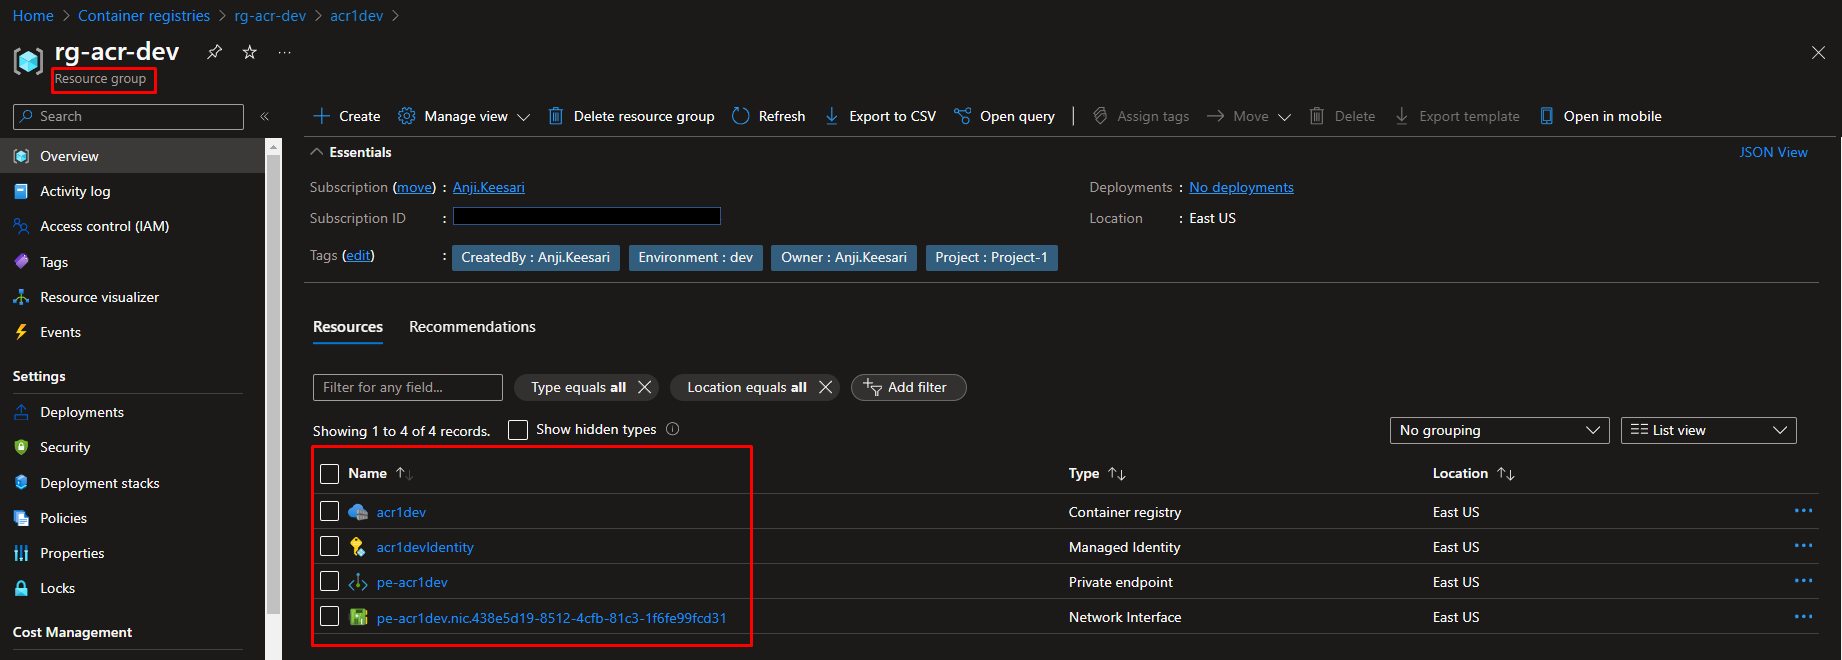 Home > Container registries > rg-acr-dev > acr1dev >
rg-acr-dev
Resource group
Search
Create Manage view Delete resource group Refresh Export to CSV Open query Assign tags Move Delete Export template Open in mobile
Overview
Activity log
Access control (IAM)
Tags
Resource visualizer
Events
Settings
Deployments
Security
Deployment stacks
Policies
Properties
Locks
Cost Management
Essentials
JSON View
Subscription (move) : Anji.Keesari
Deployments : No deployments
Subscription ID :
Location : East US
Tags (edit) : CreatedBy : Anji.Keesari Environment : dev Owner : Anji.Keesari Project : Project-1
Resources Recommendations
Filter for any field... Type equals all Location equals all Add filter
Showing 1 to 4 of 4 records. Show hidden types
No grouping List view
Name Type Location
acr1dev Container registry East US
acr1devIdentity Managed Identity East US
pe-acr1dev Private endpoint East US
pe-acr1dev.nic.438e5d19-8512-4cfb-81c3-1f6fe99fcd31 Network Interface East US